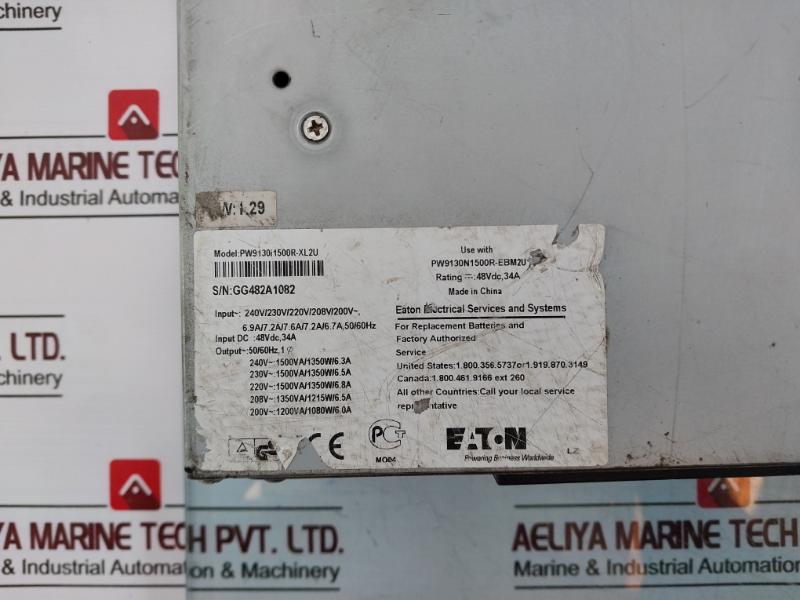 chinery
AELIYA MARINE TECH
& Industrial Automa
1.29
Model:PW9130i1500R-XL2U
S/N:GG482A1082
Input~: 240V/230V/220V/208V/200V~,
6.9A/7.2A/7.6A/7.2A/6.7A,50/60Hz
Input DC :48Vdc,34A
Output~:50/60Hz,1
240V~:1500VA/1350W/6.3A
230V~:1500VA/1350W/6.5A
220V~:1500VA/1350W/6.8A
208V~:1350VA/1215W/6.5A
200V~:1200VA/1080W/6.0A
Use with
PW9130N1500R-EBM2U
Rating ⎓:48Vdc,34A
Made in China
Eaton Electrical Services and Systems
For Replacement Batteries and
Factory Authorized
Service
United States:1.800.356.5737or1.919.870.3149
Canada:1.800.461.9166 ext 260
All other Countries:Call your local service
representative
CE
PCT
MO04
EATON
Powering Business Worldwide
LZ
T. LTD.
Machinery
YA MARINE TECH PVT. LTD.
& Industrial Automation & Machinery
AELIYA MARINE TECH
Marine & Industrial Automation